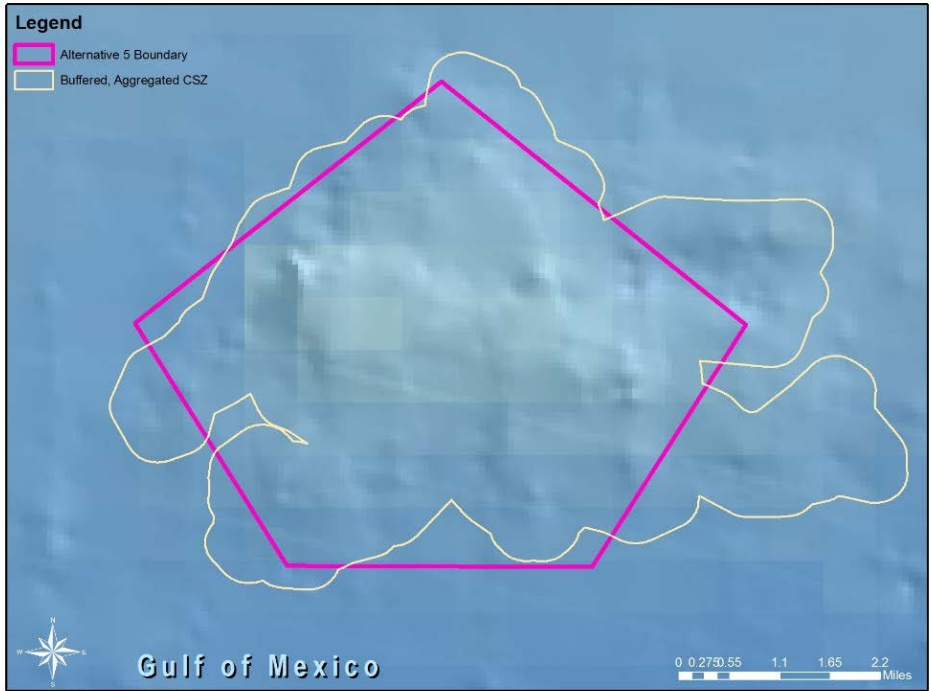 Legend
Alternative 5 Boundary
Buffered, Aggregated CSZ
N
W E
S
Gulf of Mexico
0 0.275 0.55 1.1 1.65 2.2
Miles